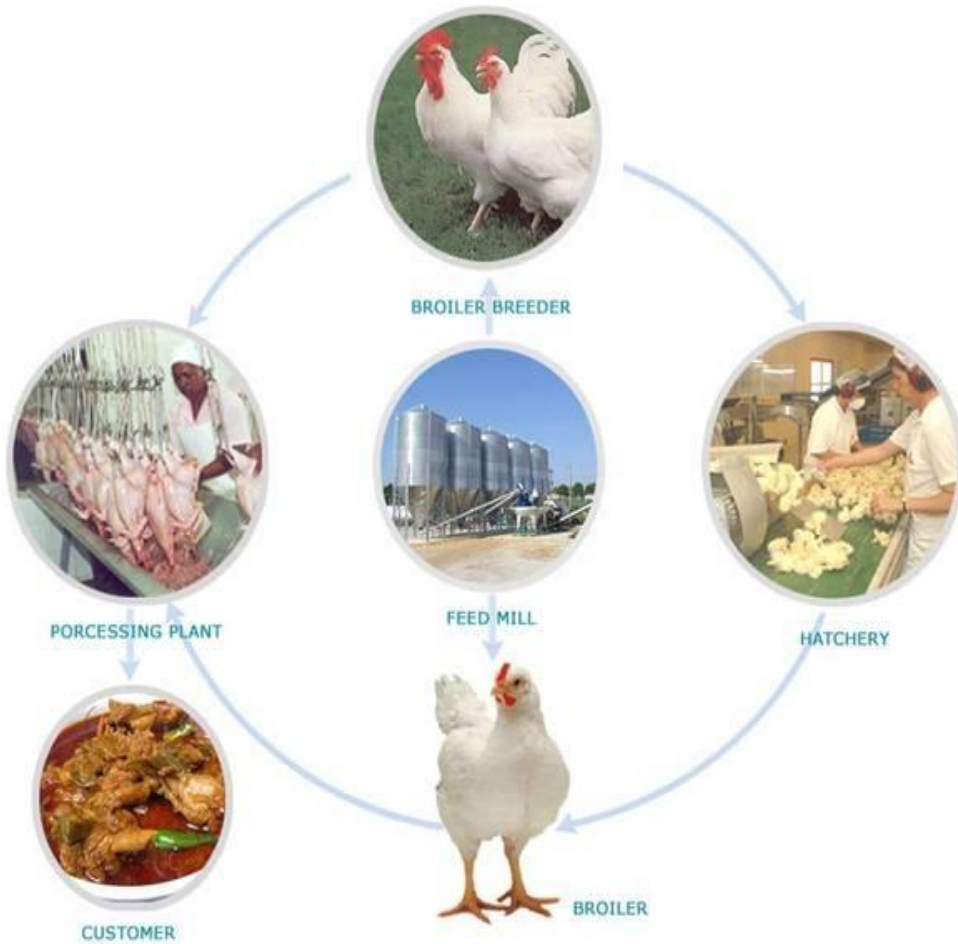 BROILER BREEDER
PORCESSING PLANT
FEED MILL
HATCHERY
BROILER
CUSTOMER